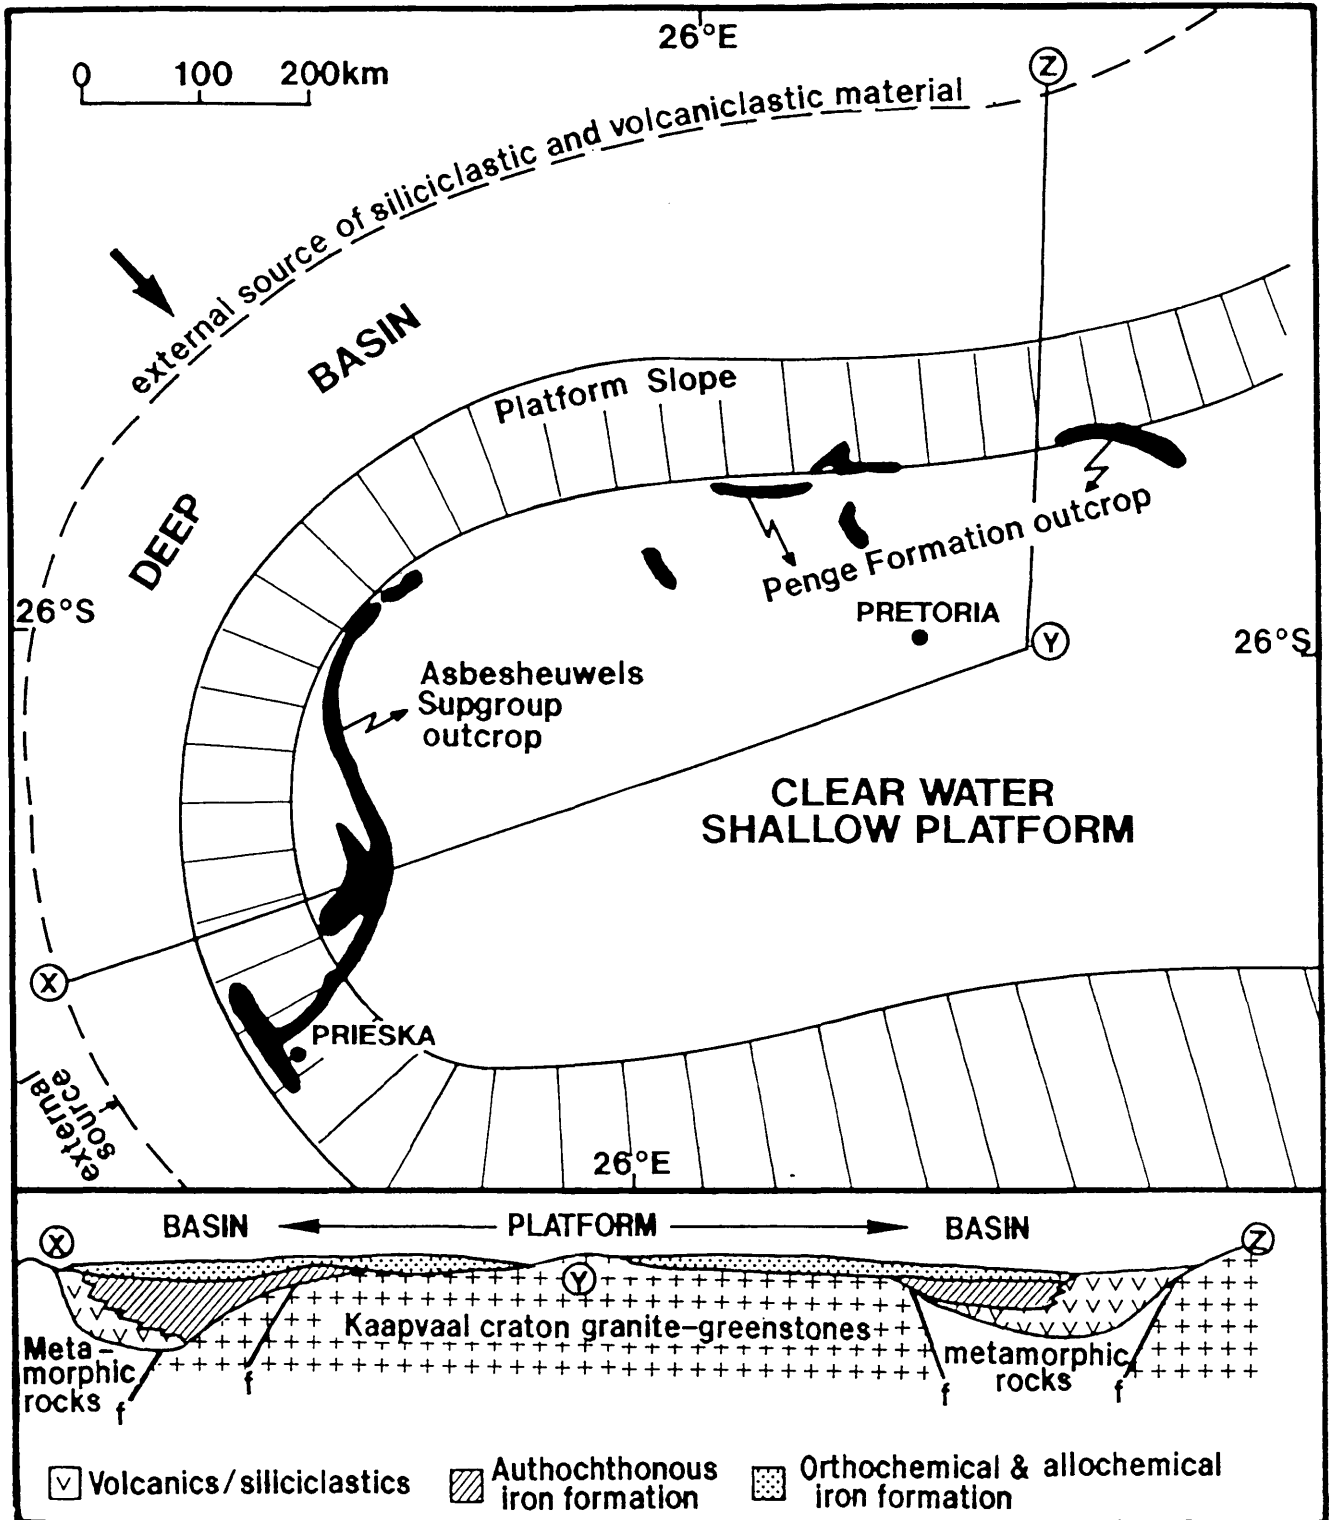 26°E
0 100 200km
Z
external source of siliciclastic and volcaniclastic material
BASIN
Platform Slope
DEEP
Penge Formation outcrop
26°S
PRETORIA
Y
26°S
Asbesheuwels
Supgroup
outcrop
CLEAR WATER
SHALLOW PLATFORM
X
PRIESKA
external
source
26°E
X
BASIN
PLATFORM
BASIN
Z
Y
Kaapvaal craton granite-greenstones
Meta-
morphic
rocks
f
f
metamorphic
rocks
f
f
v Volcanics/siliciclastics
Authochthonous
iron formation
Orthochemical & allochemical
iron formation